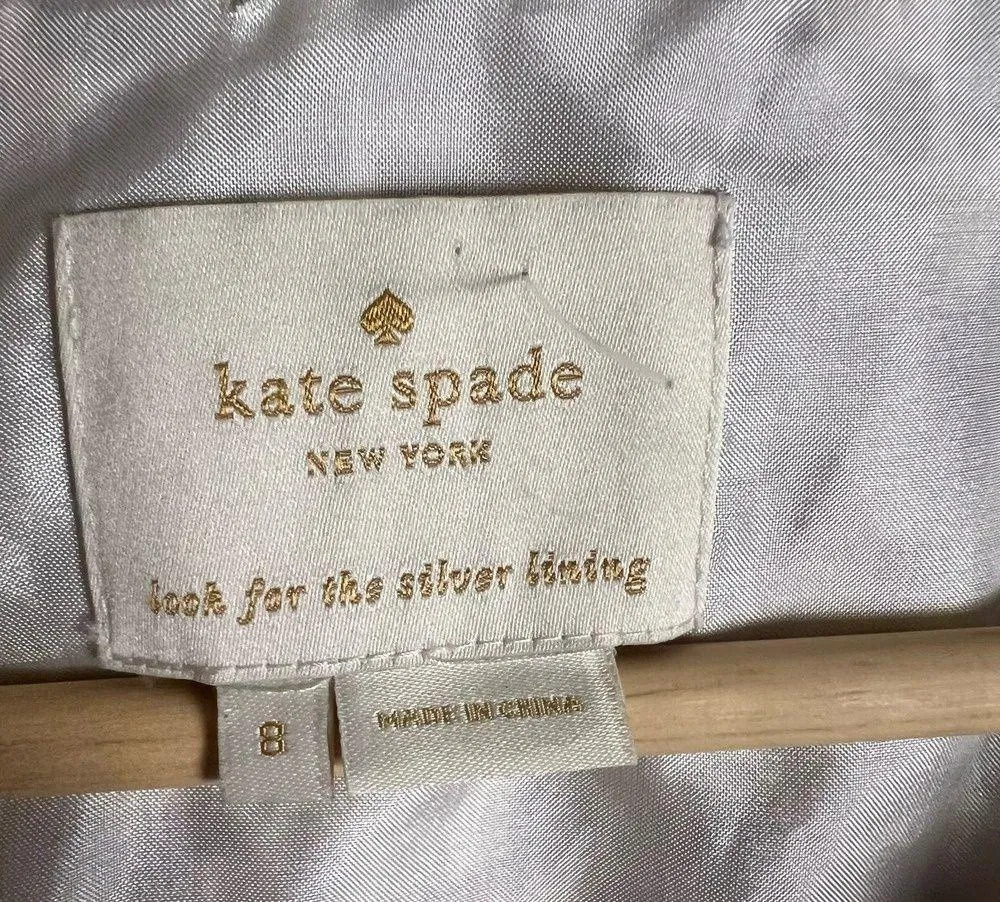 kate spade
NEW YORK
look for the silver lining
8
MADE IN CHINA